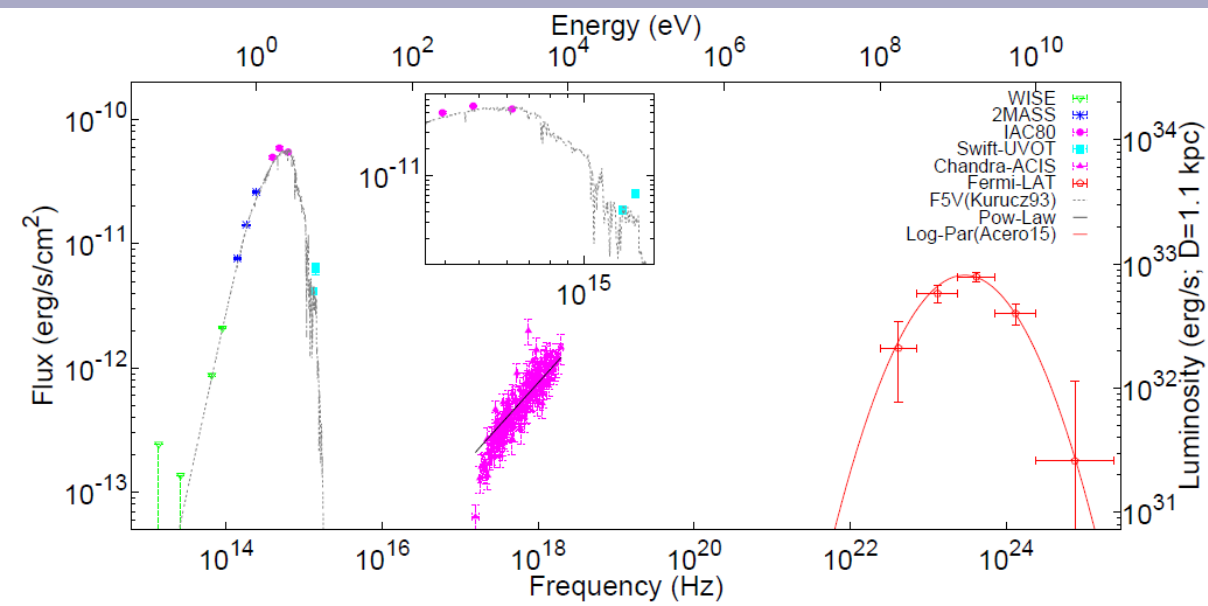 Energy (eV)
10^0 10^2 10^4 10^6 10^8 10^10
Flux (erg/s/cm^2)
10^-10
10^-11
10^-12
10^-13
10^-11
10^15
WISE
2MASS
IAC80
Swift-UVOT
Chandra-ACIS
Fermi-LAT
F5V(Kurucz93)
Pow-Law
Log-Par(Acero15)
10^34
10^33
10^32
10^31
Luminosity (erg/s; D=1.1 kpc)
10^14 10^16 10^18 10^20 10^22 10^24
Frequency (Hz)